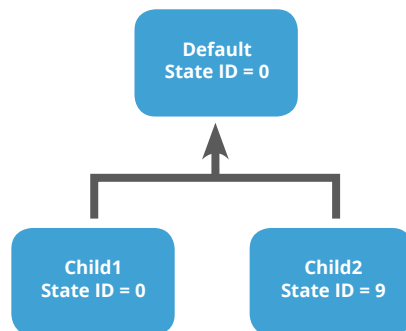 Default
State ID = 0
Child1
State ID = 0
Child2
State ID = 9